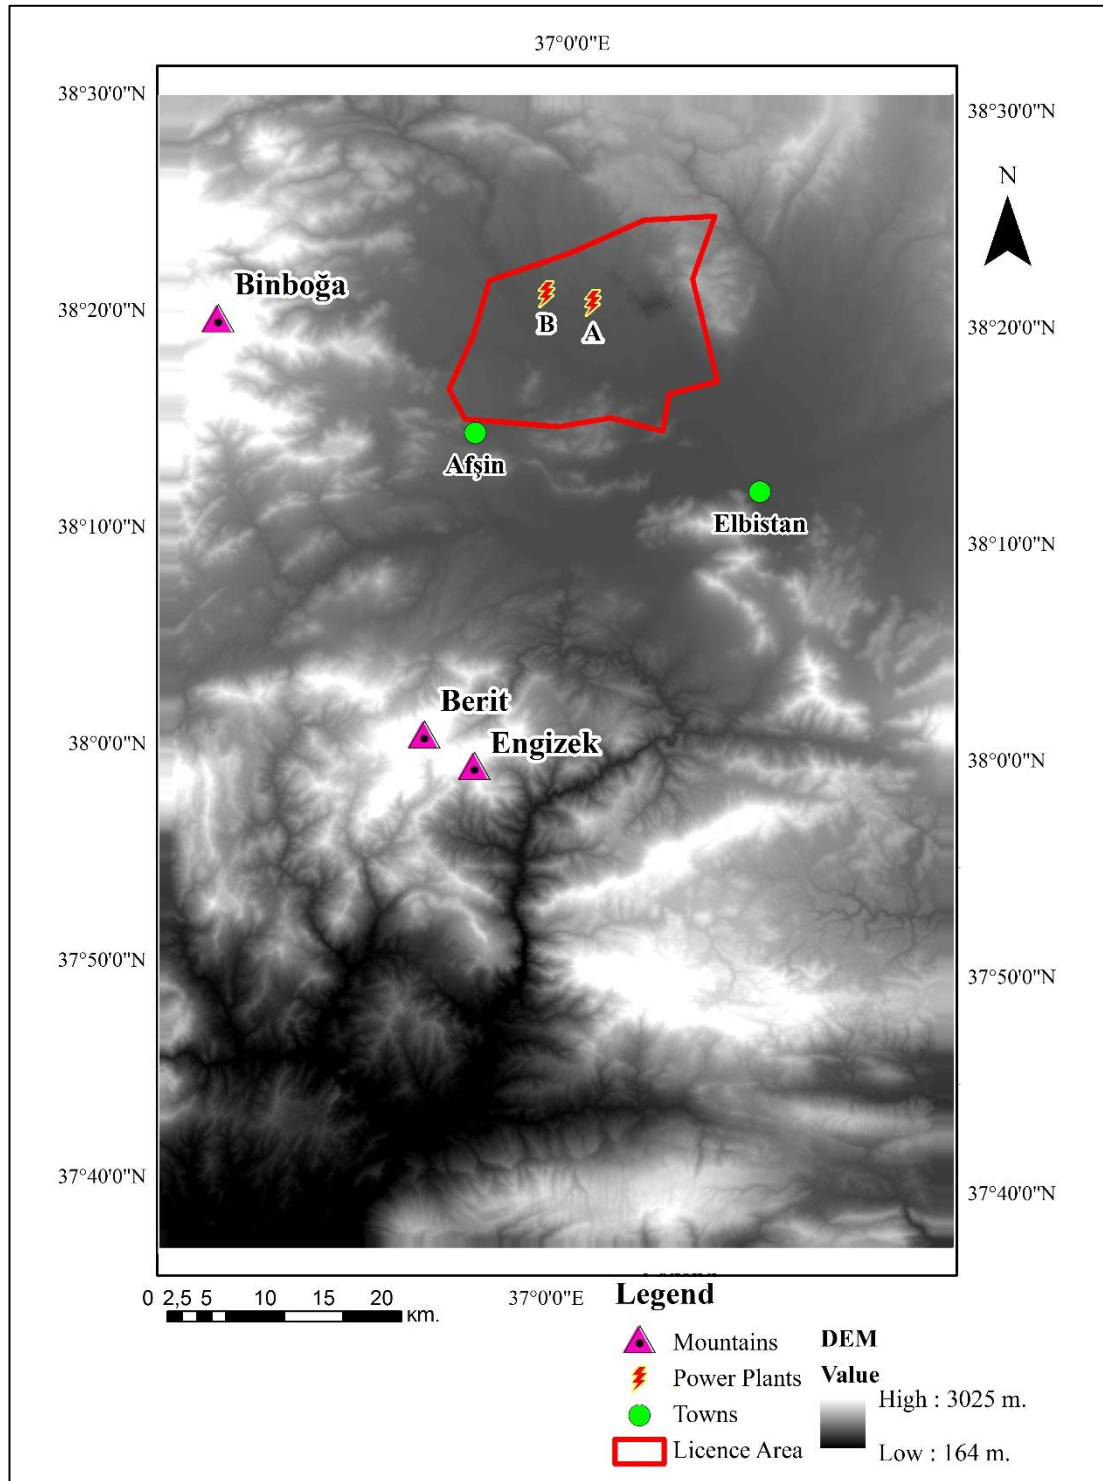 37°0'0"E
38°30'0"N
38°30'0"N
N
Binboğa
38°20'0"N
38°20'0"N
B
A
Afşin
Elbistan
38°10'0"N
38°10'0"N
Berit
Engizek
38°0'0"N
38°0'0"N
37°50'0"N
37°50'0"N
37°40'0"N
37°40'0"N
0 2,5 5 10 15 20
KM.
37°0'0"E
Legend
Mountains
Power Plants
Towns
Licence Area
DEM
Value
High : 3025 m.
Low : 164 m.